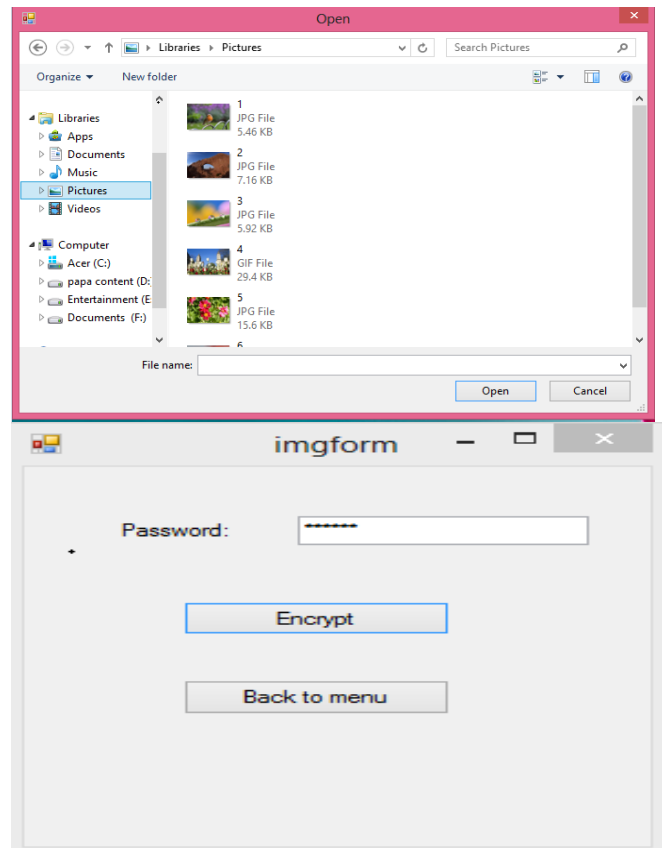 Open
Libraries Pictures
Search Pictures
Organize New folder
Libraries
Apps
Documents
Music
Pictures
Videos
Computer
Acer (C:)
papa content (D:
Entertainment (E:
Documents (F:)
1
JPG File
5.46 KB
2
JPG File
7.16 KB
3
JPG File
5.92 KB
4
GIF File
29.4 KB
5
JPG File
15.6 KB
6
File name:
Open Cancel
imgform
Password: ******
*
Encrypt
Back to menu